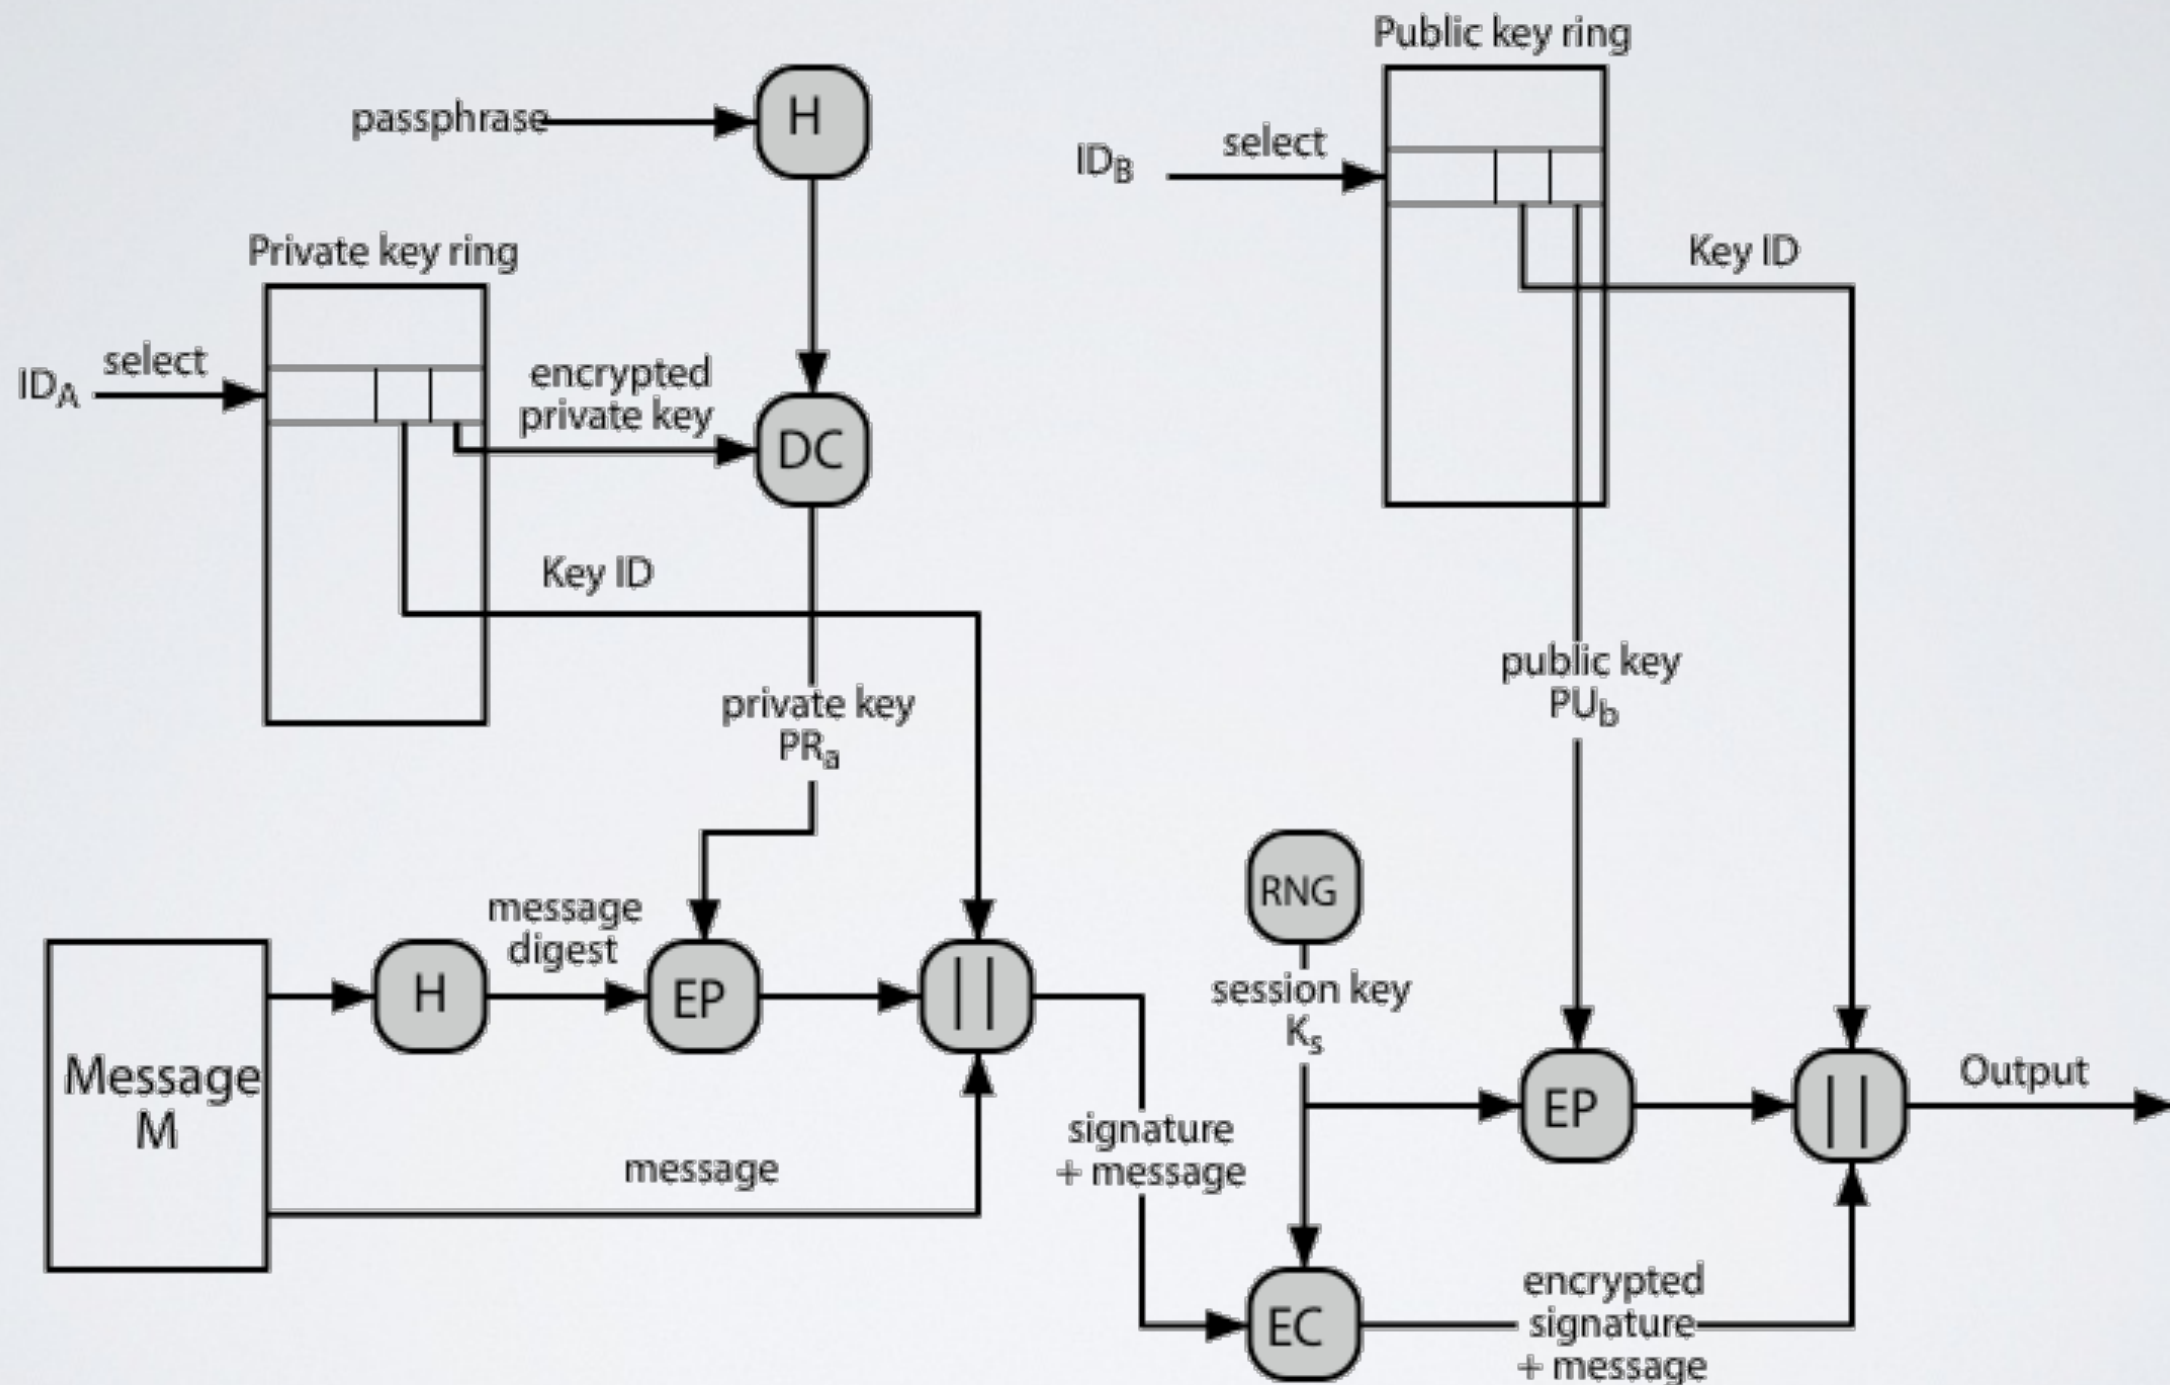 Public key ring
passphrase
H
ID_B
select
Private key ring
Key ID
ID_A
select
encrypted
private key
DC
Key ID
public key
PU_b
private key
PR_a
RNG
message
digest
session key
K_s
H
EP
||
Message
M
Output
EP
||
signature
+ message
message
EC
encrypted
signature
+ message